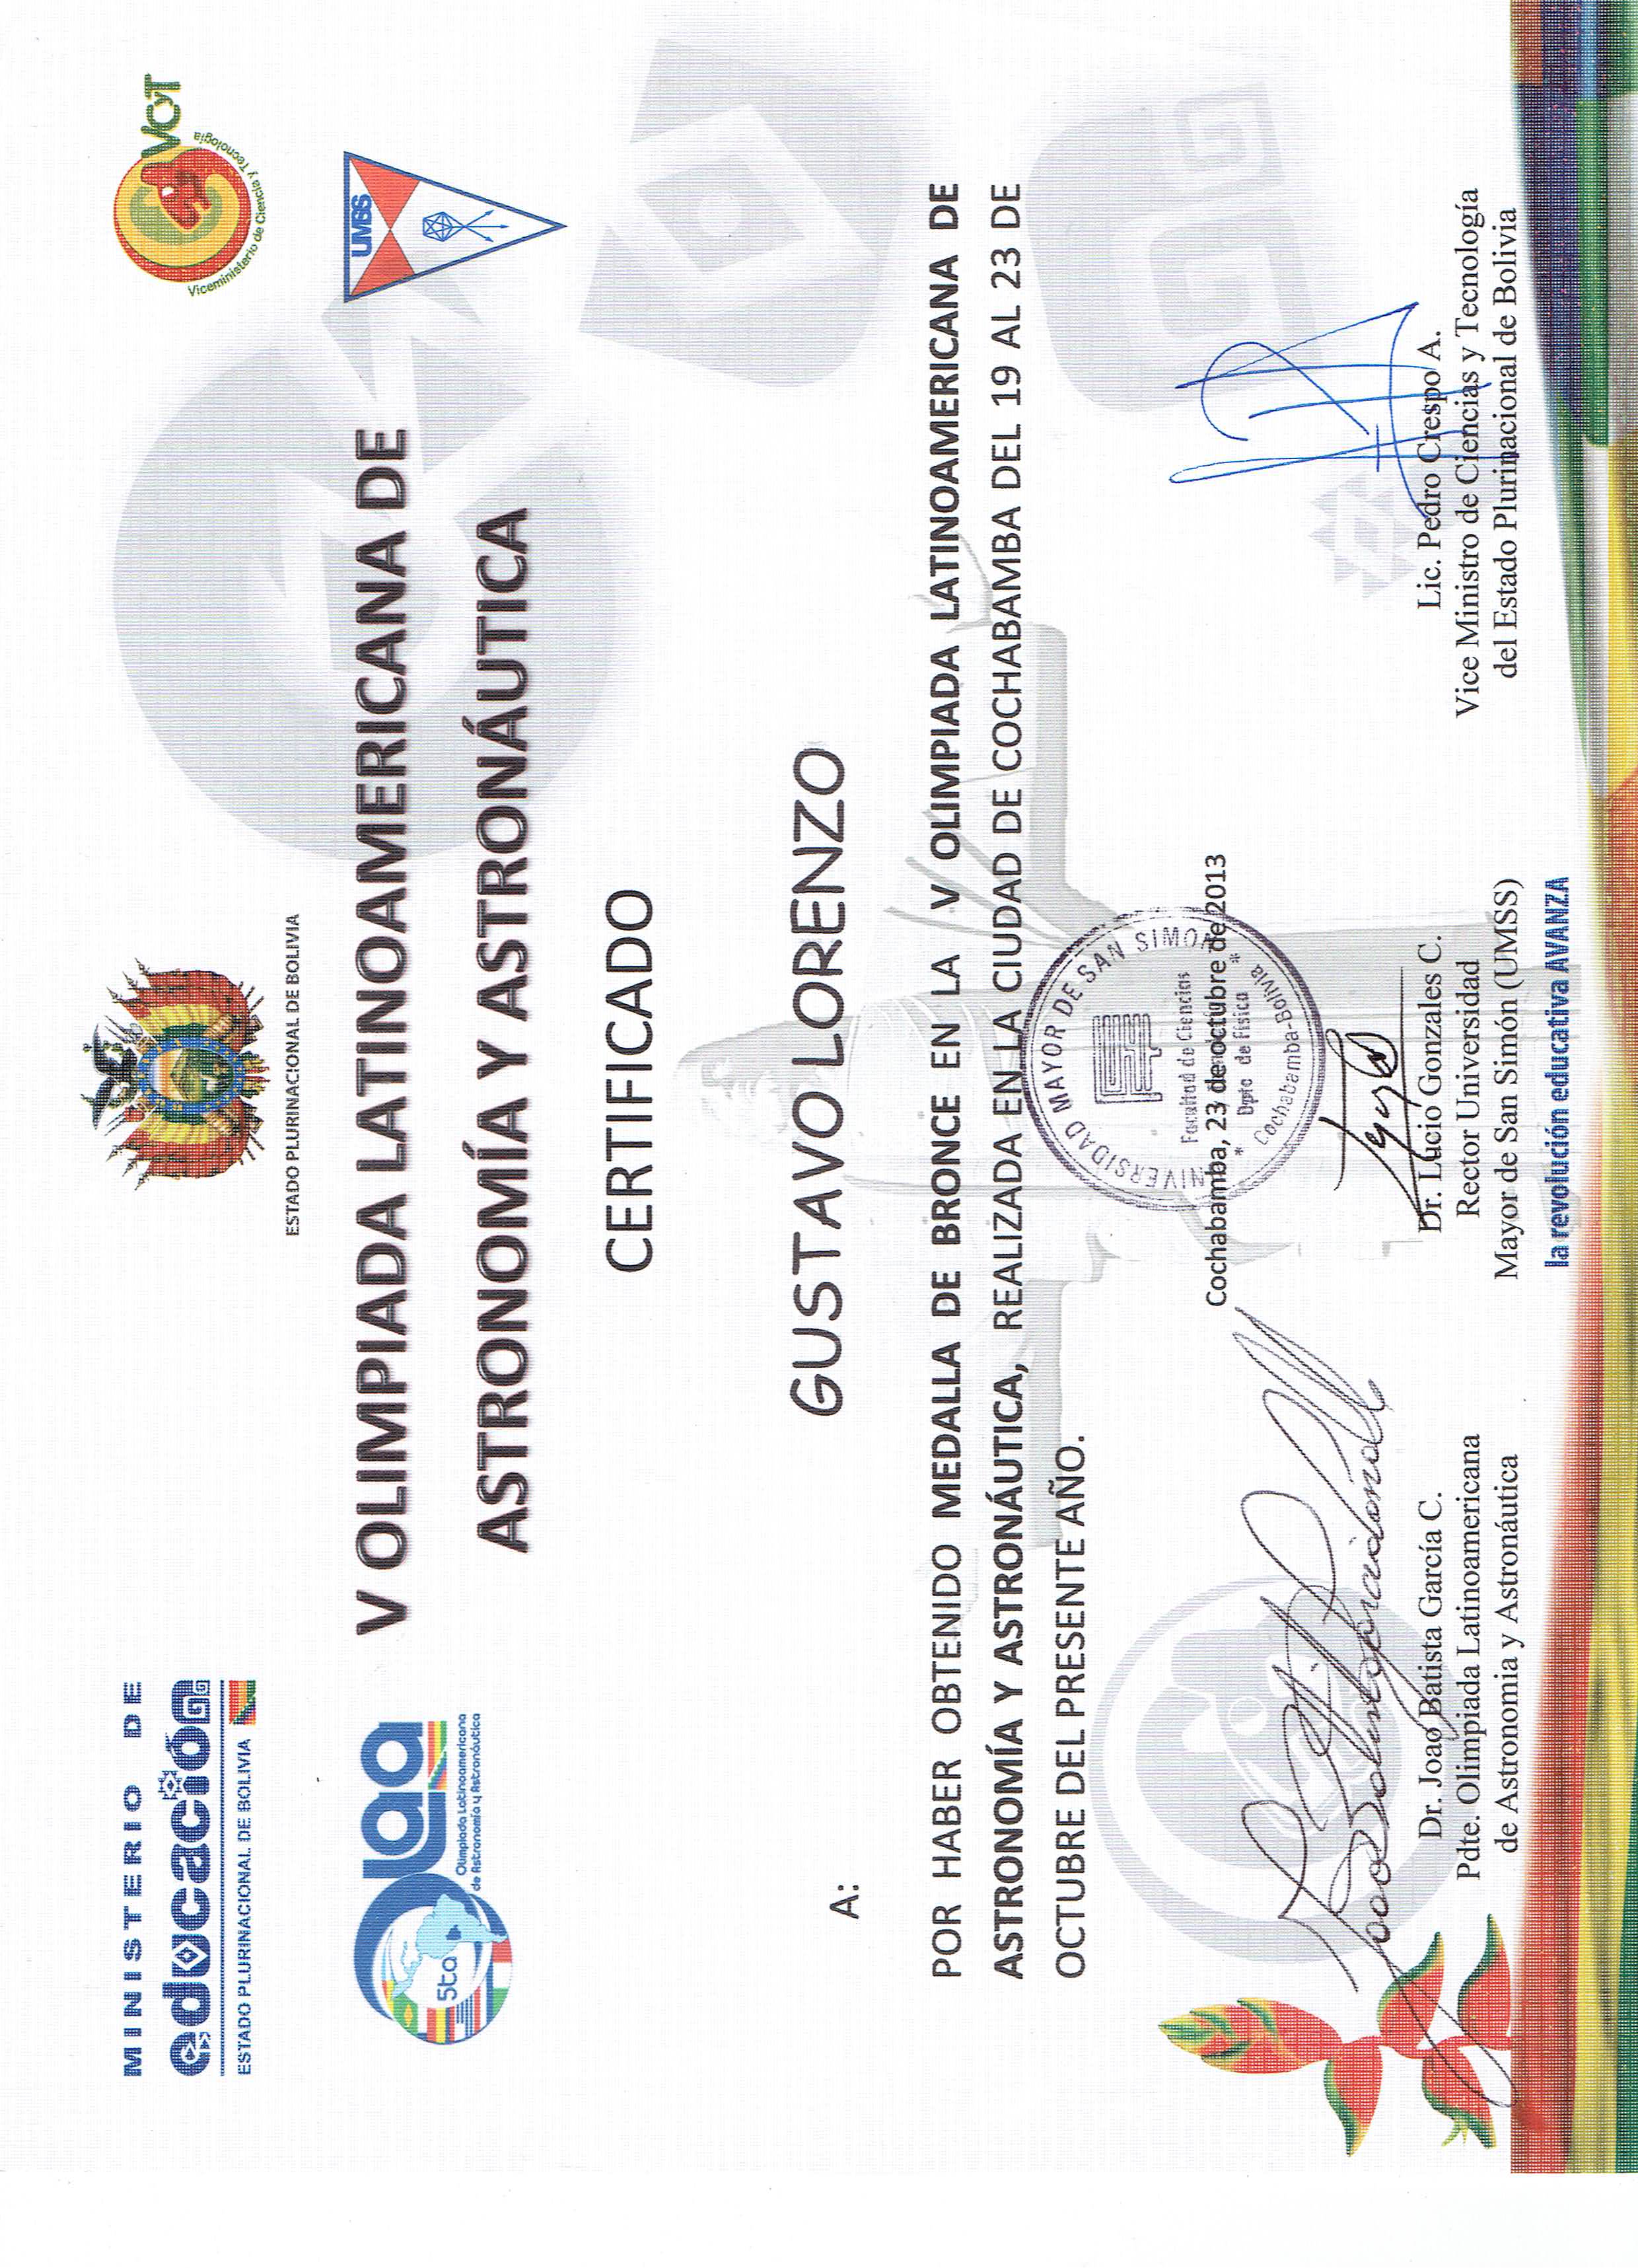 MINISTERIO DE
educación
ESTADO PLURINACIONAL DE BOLIVIA
ESTADO PLURINACIONAL DE BOLIVIA
VCyT
Viceministerio de Ciencia y Tecnología
5ta
olaa
Olimpiada Latinoamericana
de Astronomía y Astronáutica
UMSS
V OLIMPIADA LATINOAMERICANA DE
ASTRONOMÍA Y ASTRONÁUTICA
CERTIFICADO
A: GUSTAVO LORENZO
POR HABER OBTENIDO MEDALLA DE BRONCE EN LA V OLIMPIADA LATINOAMERICANA DE
ASTRONOMÍA Y ASTRONÁUTICA, REALIZADA EN LA CIUDAD DE COCHABAMBA DEL 19 AL 23 DE
OCTUBRE DEL PRESENTE AÑO.
UNIVERSIDAD MAYOR DE SAN SIMON
Facultad de Ciencias
Cochabamba, 23 de octubre de 2013
Dpto de Física
Cochabamba-Bolivia
Dr. Joao Batista García C.
Pdte. Olimpiada Latinoamericana
de Astronomia y Astronáutica
Dr. Lucio Gonzales C.
Rector Universidad
Mayor de San Simón (UMSS)
Lic. Pedro Crespo A.
Vice Ministro de Ciencias y Tecnología
del Estado Plurinacional de Bolivia
la revolución educativa AVANZA